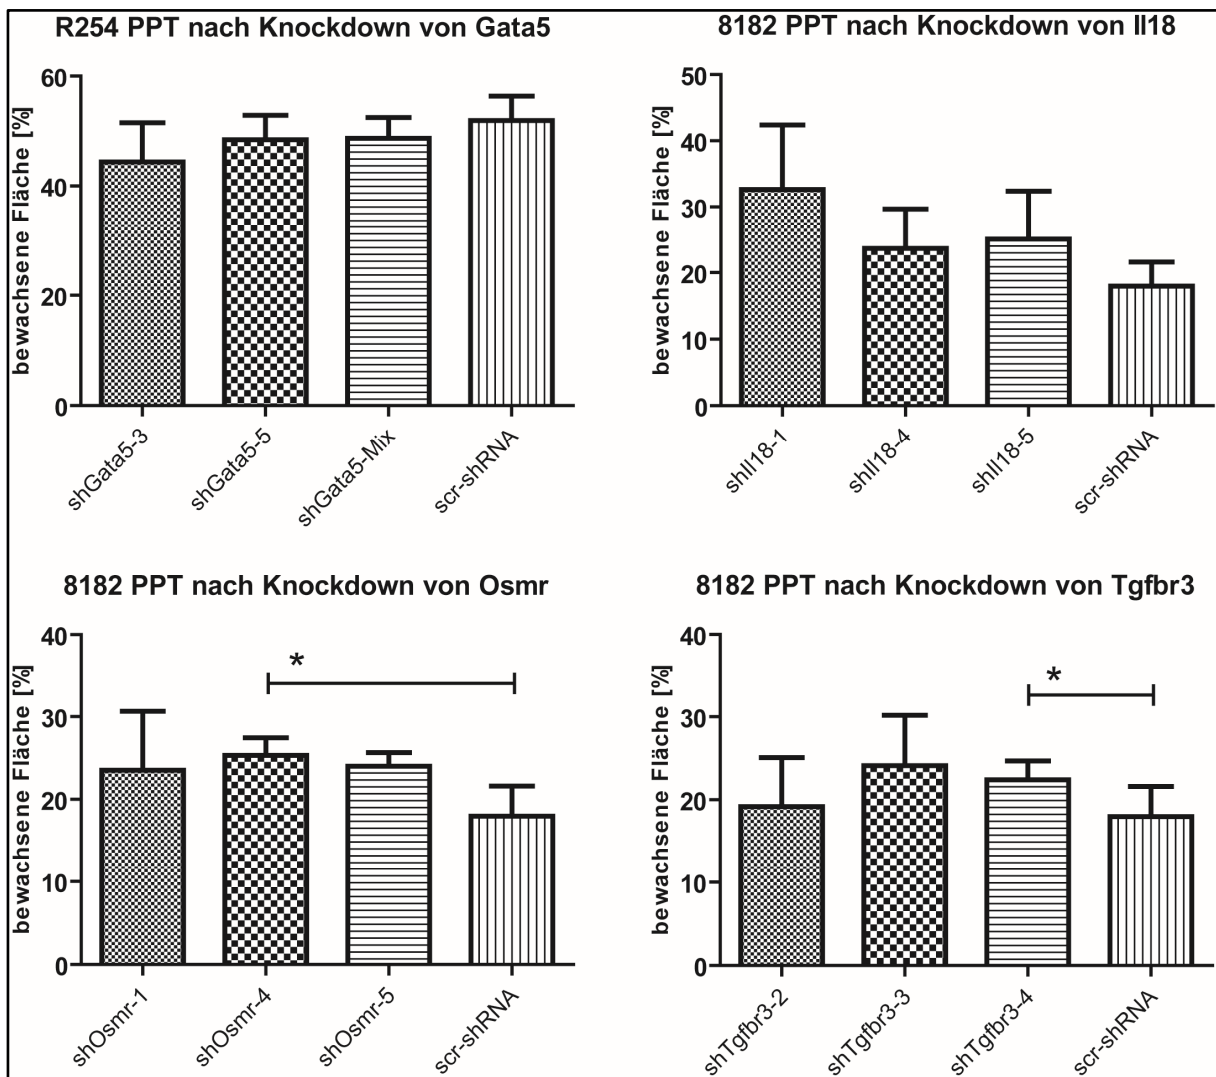 R254 PPT nach Knockdown von Gata5
bewachsene Fläche [%]
60
40
20
0
shGata5-3
shGata5-5
shGata5-Mix
scr-shRNA
8182 PPT nach Knockdown von Il18
bewachsene Fläche [%]
50
40
30
20
10
0
shIl18-1
shIl18-4
shIl18-5
scr-shRNA
8182 PPT nach Knockdown von Osmr
bewachsene Fläche [%]
40
30
20
10
0
*
shOsmr-1
shOsmr-4
shOsmr-5
scr-shRNA
8182 PPT nach Knockdown von Tgfbr3
bewachsene Fläche [%]
40
30
20
10
0
*
shTgfbr3-2
shTgfbr3-3
shTgfbr3-4
scr-shRNA